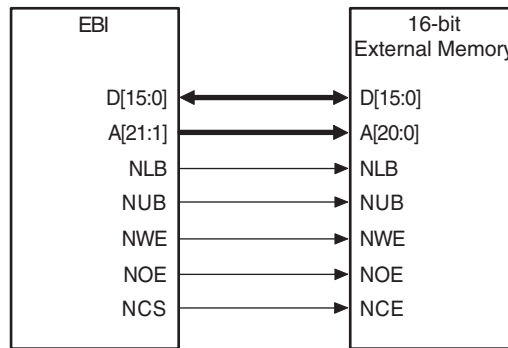 EBI
16-bit
External Memory
D[15:0]
D[15:0]
A[21:1]
A[20:0]
NLB
NLB
NUB
NUB
NWE
NWE
NOE
NOE
NCS
NCE